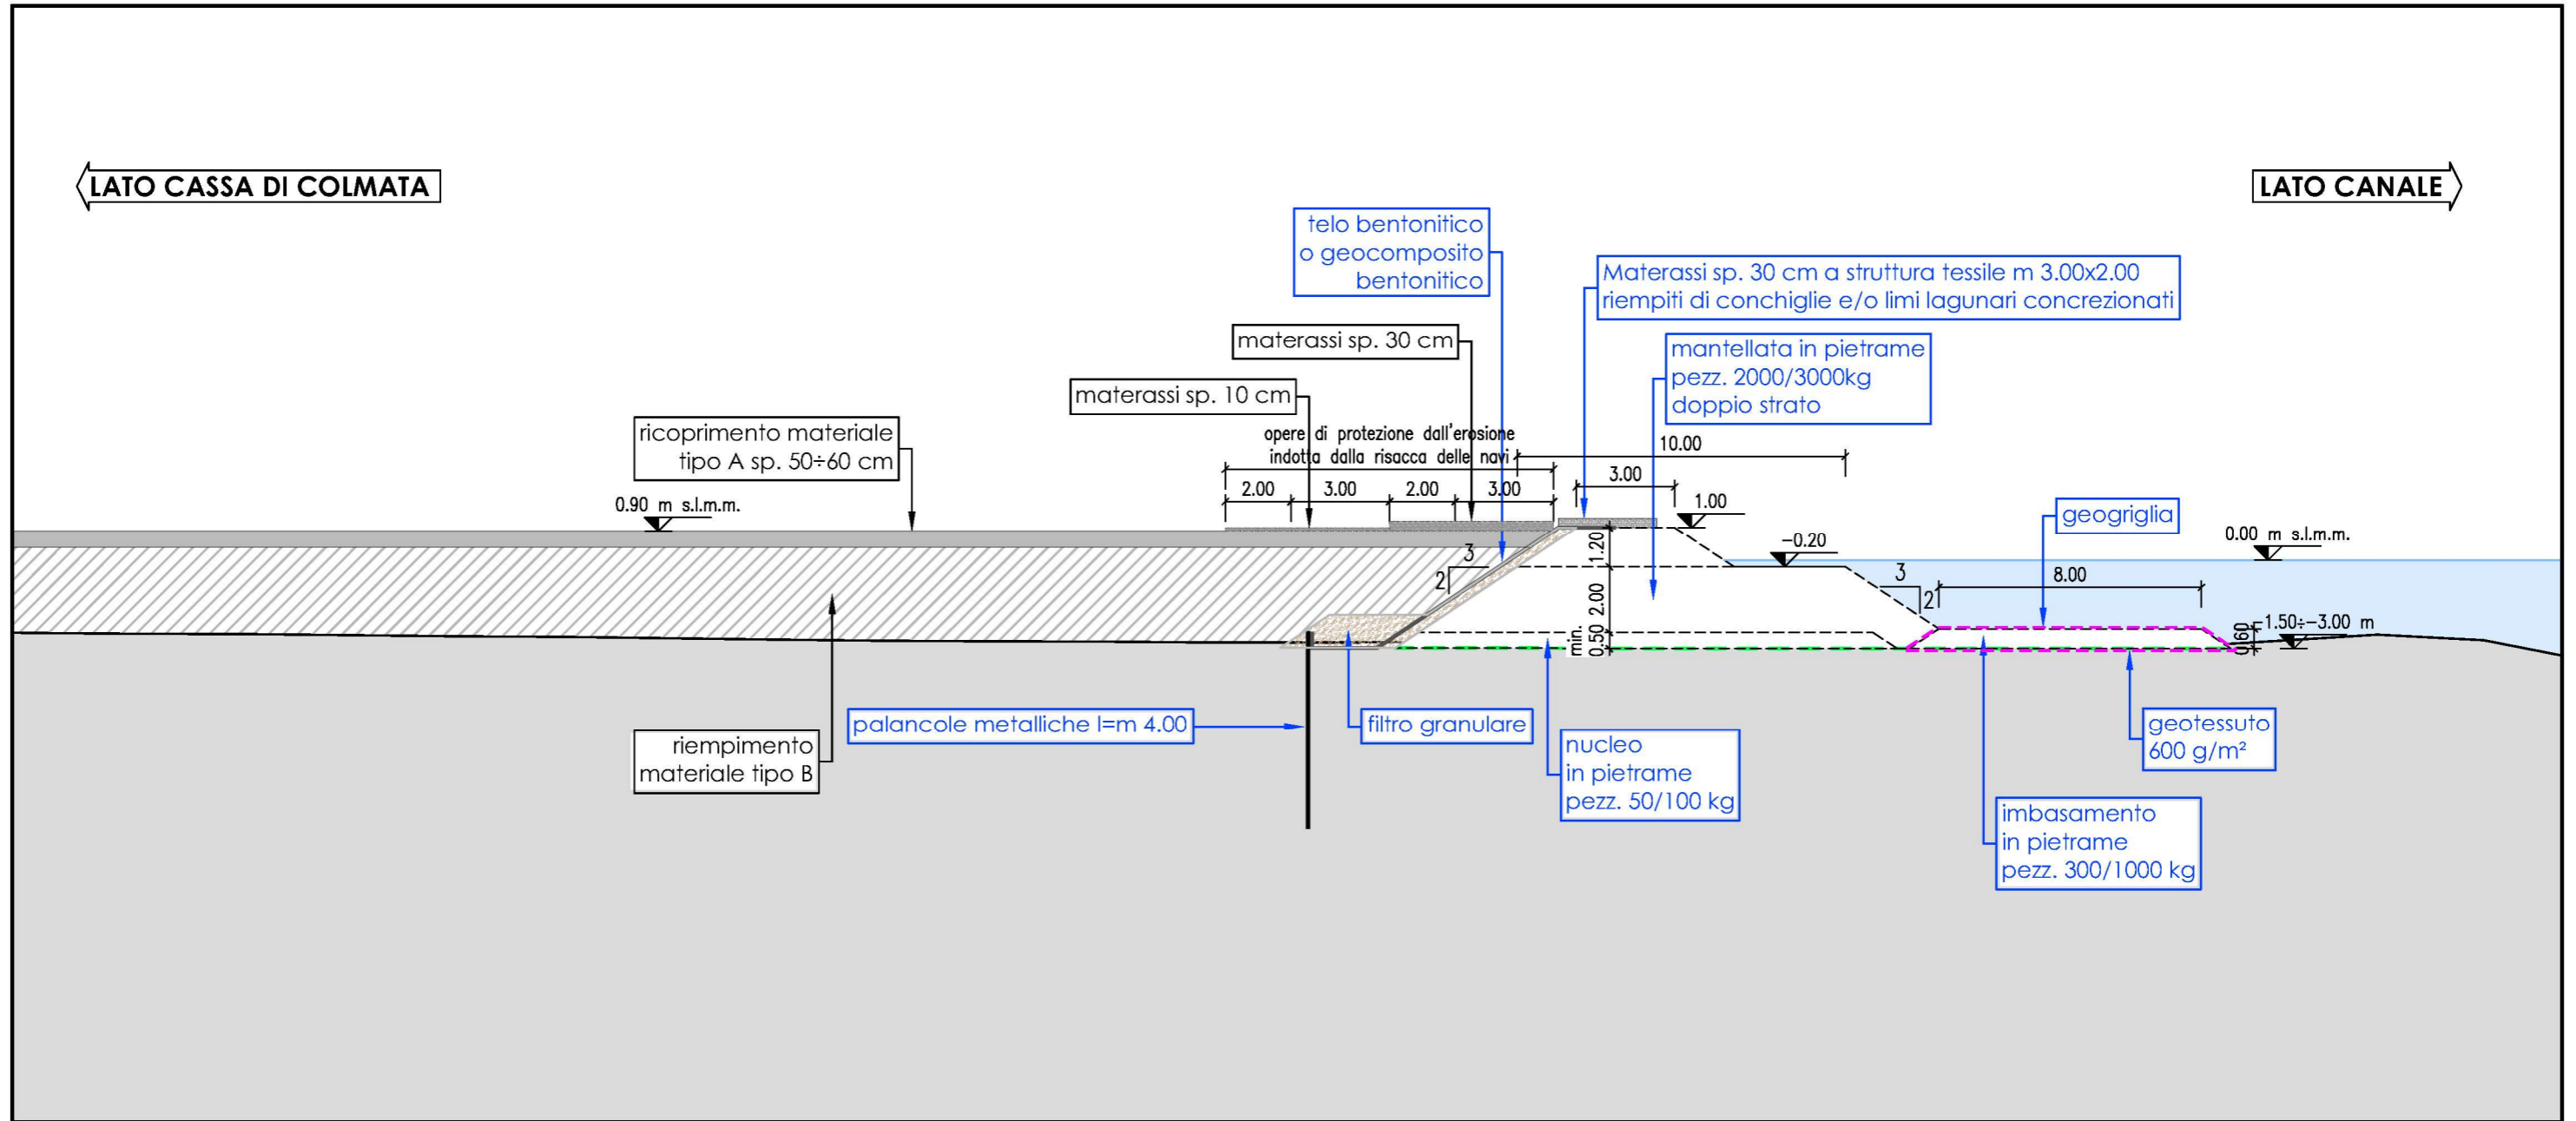 LATO CASSA DI COLMATA
LATO CANALE
telo bentonitico
o geocomposito
bentonitico
Materassi sp. 30 cm a struttura tessile m 3.00x2.00
riempiti di conchiglie e/o limi lagunari concrezionati
materassi sp. 30 cm
mantellata in pietrame
pezz. 2000/3000kg
doppio strato
materassi sp. 10 cm
ricoprimento materiale
tipo A sp. 50÷60 cm
opere di protezione dall'erosione
indotta dalla risacca delle navi
10.00
3.00
2.00
3.00
2.00
3.00
0.90 m s.l.m.m.
1.00
geogriglia
0.00 m s.l.m.m.
-0.20
1.20
3
2
3
2
8.00
2.00
min.
0.50
0.60
-1.50÷-3.00 m
palancole metalliche l=m 4.00
filtro granulare
riempimento
materiale tipo B
nucleo
in pietrame
pezz. 50/100 kg
geotessuto
600 g/m²
imbasamento
in pietrame
pezz. 300/1000 kg